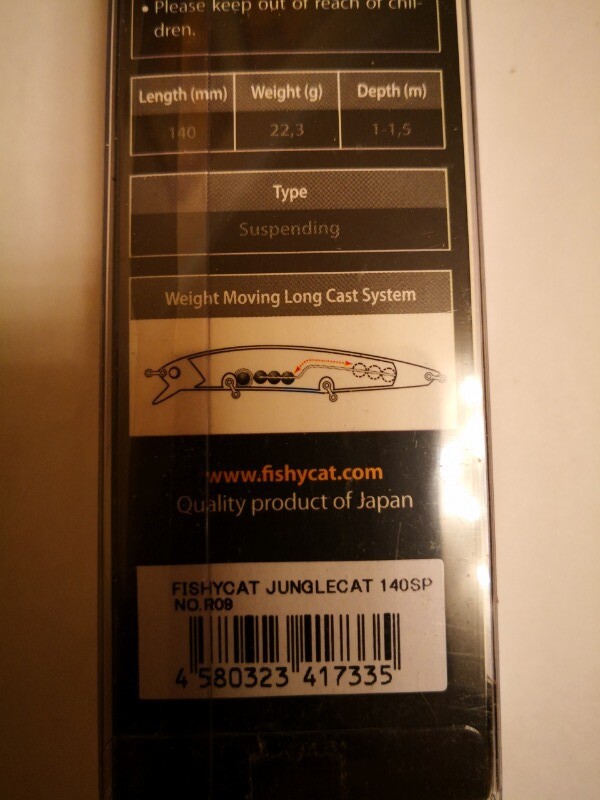 • Please keep out of reach of chil-
dren.
Length (mm) Weight (g) Depth (m)
140 22,3 1-1,5
Type
Suspending
Weight Moving Long Cast System
www.fishycat.com
Quality product of Japan
FISHYCAT JUNGLECAT 140SP
NO.R09
4 580323 417335